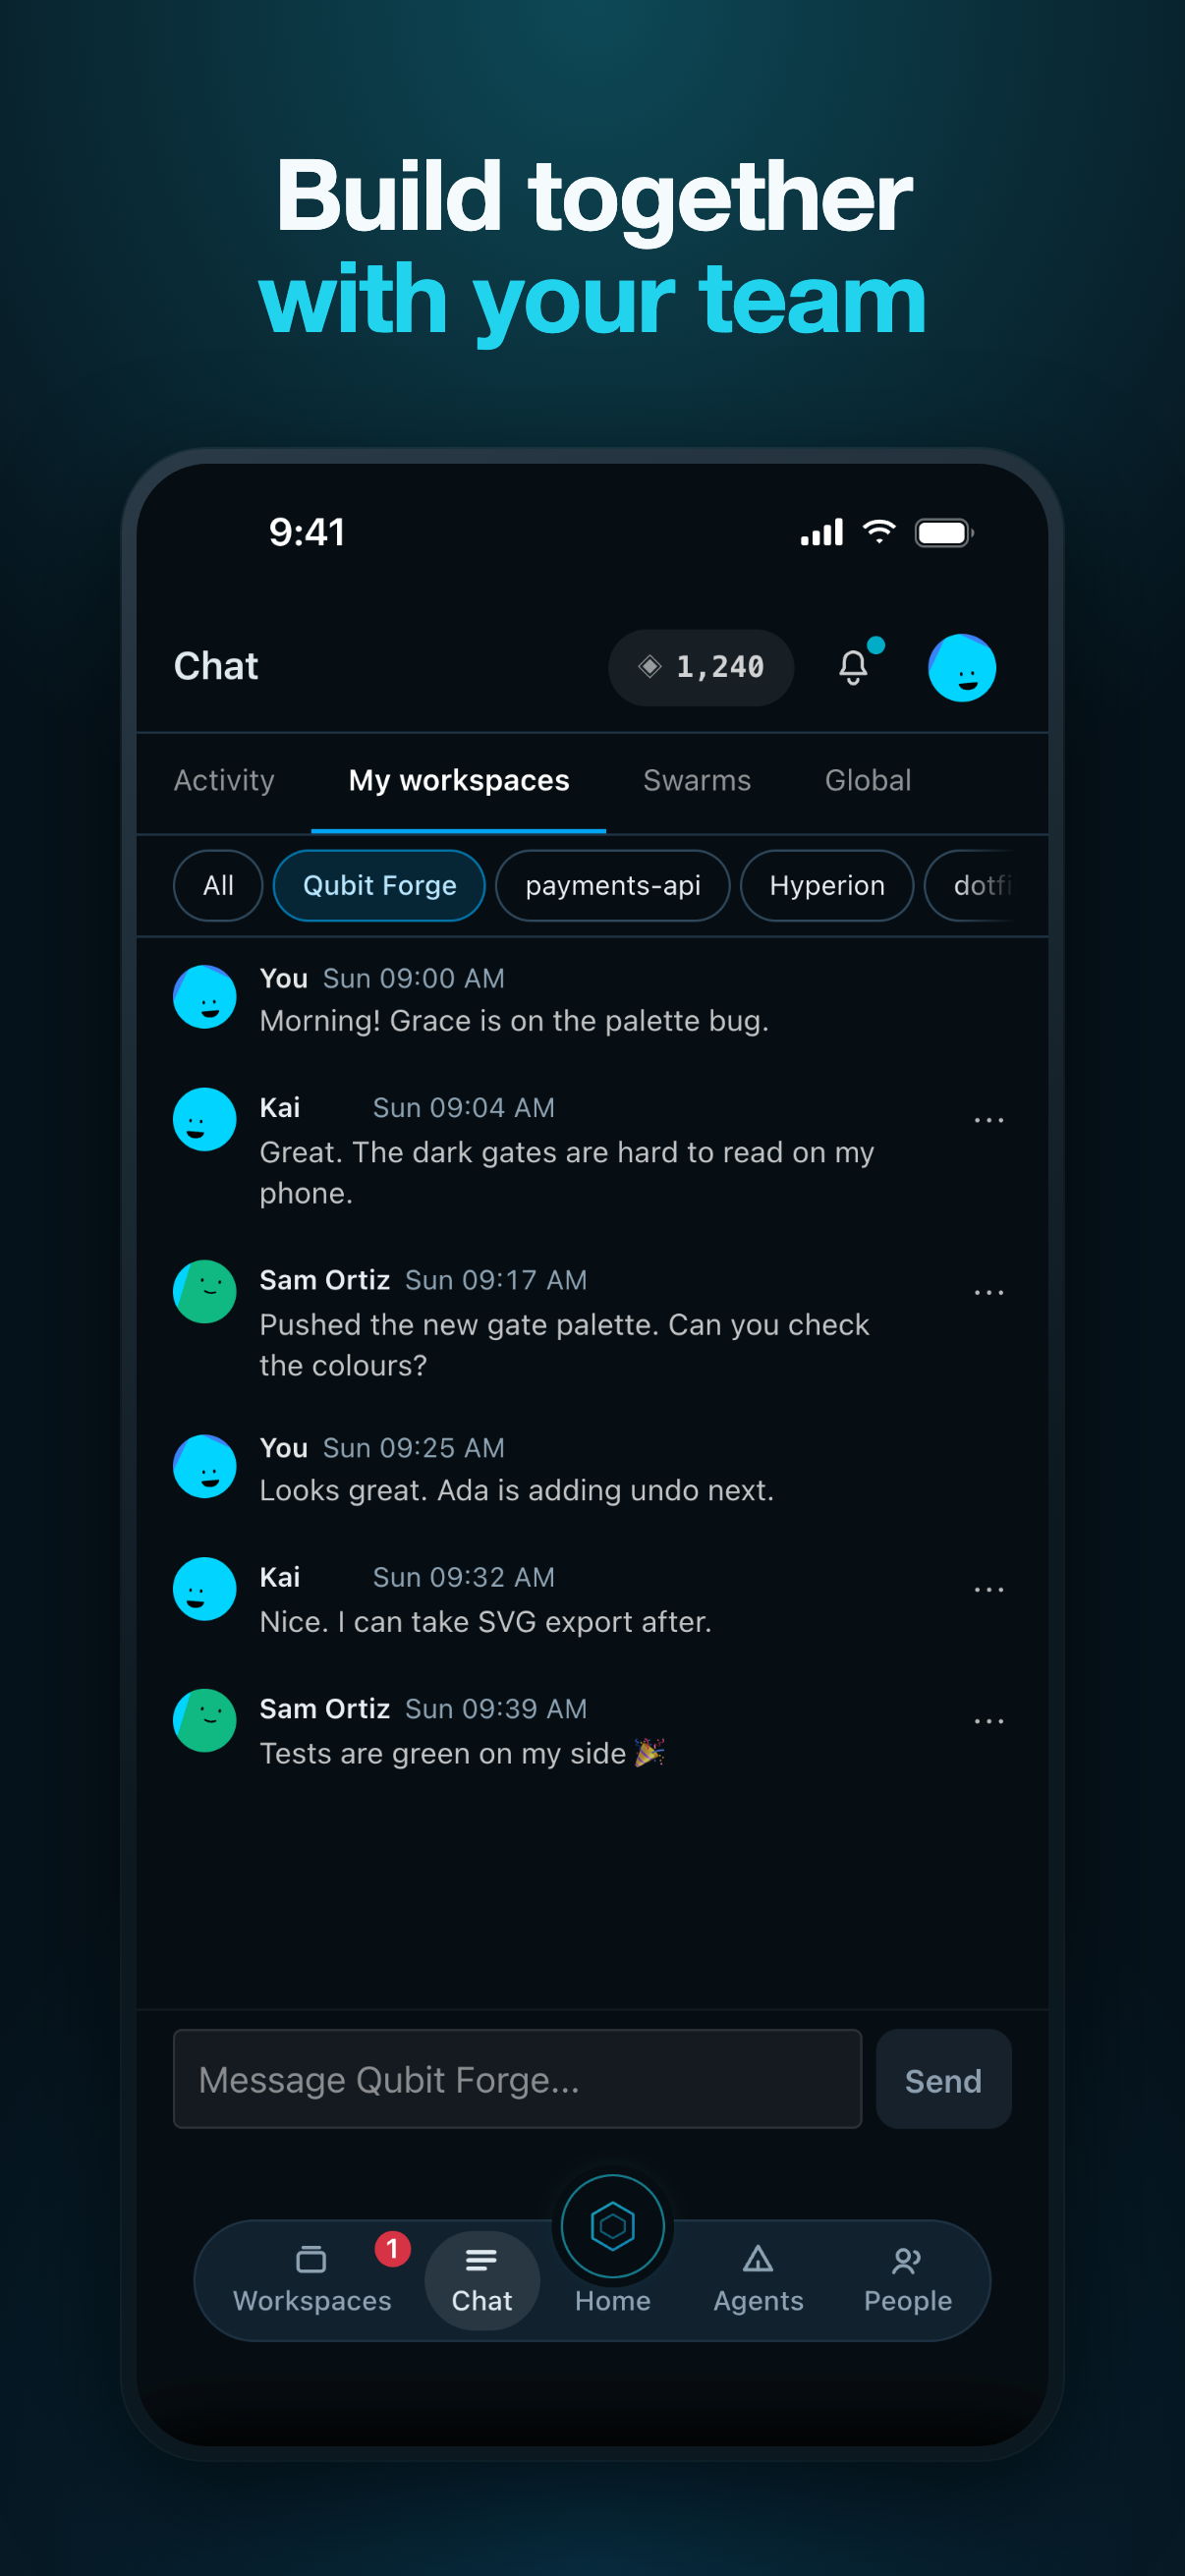 Build together
with your team
9:41
Chat
1,240
Activity My workspaces Swarms Global
All Qubit Forge payments-api Hyperion dotfi
You Sun 09:00 AM
Morning! Grace is on the palette bug.
Kai Sun 09:04 AM
Great. The dark gates are hard to read on my
phone.
Sam Ortiz Sun 09:17 AM
Pushed the new gate palette. Can you check
the colours?
You Sun 09:25 AM
Looks great. Ada is adding undo next.
Kai Sun 09:32 AM
Nice. I can take SVG export after.
Sam Ortiz Sun 09:39 AM
Tests are green on my side 🎉
Message Qubit Forge...
Send
1
Workspaces Chat Home Agents People